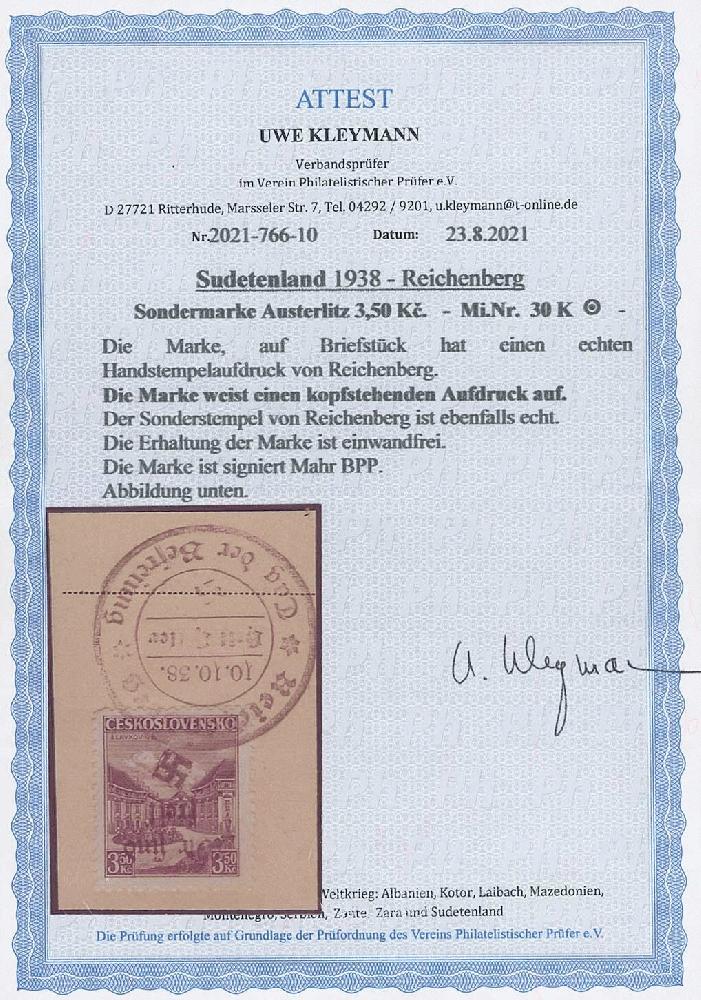 ATTEST
UWE KLEYMANN
Verbandsprüfer
im Verein Philatelistischer Prüfer e.V.
D 27721 Ritterhude, Marsseler Str. 7, Tel. 04292 / 9201, u.kleymann@t-online.de
Nr.2021-766-10 Datum: 23.8.2021
Sudetenland 1938 - Reichenberg
Sondermarke Austerlitz 3,50 Kč. - Mi.Nr. 30 K ⊙ -
Die Marke, auf Briefstück hat einen echten
Handstempelaufdruck von Reichenberg.
Die Marke weist einen kopfstehenden Aufdruck auf.
Der Sonderstempel von Reichenberg ist ebenfalls echt.
Die Erhaltung der Marke ist einwandfrei.
Die Marke ist signiert Mahr BPP.
Abbildung unten.
Tag der Befreiung
10.10.38.
U. Kleymann
ČESKOSLOVENSKO
3 50 Kč 3 50 Kč
Weltkrieg: Albanien, Kotor, Laibach, Mazedonien,
Montenegro, Serbien, Zante, Zara und Sudetenland
Die Prüfung erfolgte auf Grundlage der Prüfordnung des Vereins Philatelistischer Prüfer e.V.